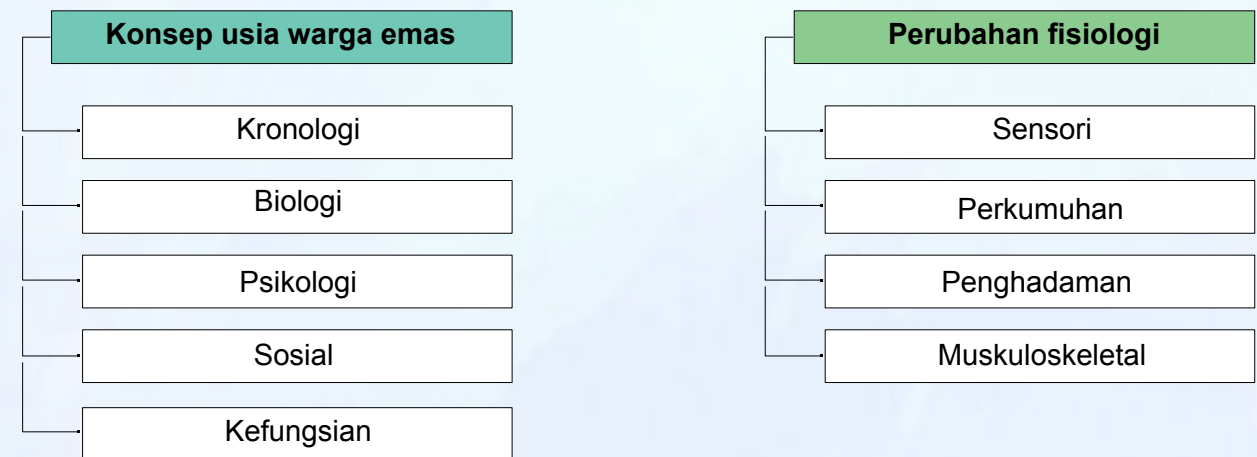 Konsep usia warga emas
Kronologi
Biologi
Psikologi
Sosial
Kefungsian
Perubahan fisiologi
Sensori
Perkumuhan
Penghadaman
Muskuloskeletal